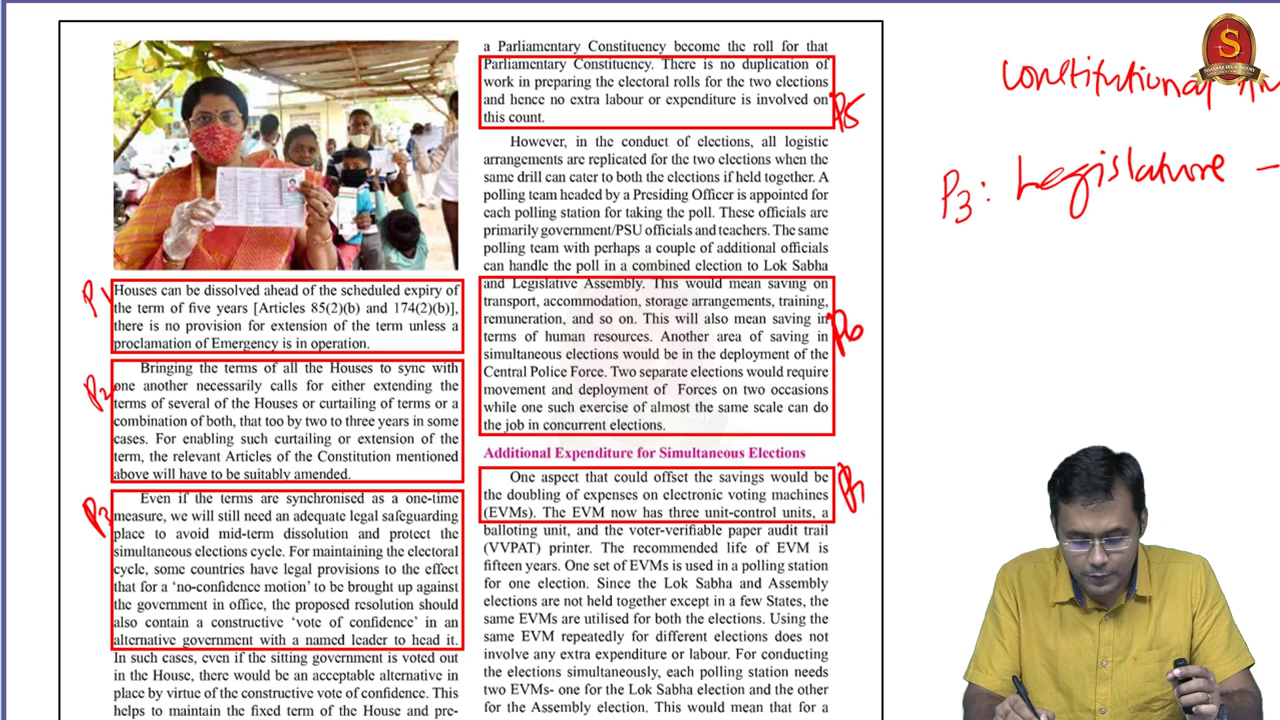 Houses can be dissolved ahead of the scheduled expiry of
the term of five years [Articles 85(2)(b) and 174(2)(b)],
there is no provision for extension of the term unless a
proclamation of Emergency is in operation.
Bringing the terms of all the Houses to sync with
one another necessarily calls for either extending the
terms of several of the Houses or curtailing of terms or a
combination of both, that too by two to three years in some
cases. For enabling such curtailing or extension of the
term, the relevant Articles of the Constitution mentioned
above will have to be suitably amended.
Even if the terms are synchronised as a one-time
measure, we will still need an adequate legal safeguarding
place to avoid mid-term dissolution and protect the
simultaneous elections cycle. For maintaining the electoral
cycle, some countries have legal provisions to the effect
that for a ‘no-confidence motion’ to be brought up against
the government in office, the proposed resolution should
also contain a constructive ‘vote of confidence’ in an
alternative government with a named leader to head it.
In such cases, even if the sitting government is voted out
in the House, there would be an acceptable alternative in
place by virtue of the constructive vote of confidence. This
helps to maintain the fixed term of the House and pre-
P1
P2
P3
a Parliamentary Constituency become the roll for that
Parliamentary Constituency. There is no duplication of
work in preparing the electoral rolls for the two elections
and hence no extra labour or expenditure is involved on
this count.
However, in the conduct of elections, all logistic
arrangements are replicated for the two elections when the
same drill can cater to both the elections if held together. A
polling team headed by a Presiding Officer is appointed for
each polling station for taking the poll. These officials are
primarily government/PSU officials and teachers. The same
polling team with perhaps a couple of additional officials
can handle the poll in a combined election to Lok Sabha
and Legislative Assembly. This would mean saving on
transport, accommodation, storage arrangements, training,
remuneration, and so on. This will also mean saving in
terms of human resources. Another area of saving in
simultaneous elections would be in the deployment of the
Central Police Force. Two separate elections would require
movement and deployment of Forces on two occasions
while one such exercise of almost the same scale can do
the job in concurrent elections.
Additional Expenditure for Simultaneous Elections
One aspect that could offset the savings would be
the doubling of expenses on electronic voting machines
(EVMs). The EVM now has three unit-control units, a
balloting unit, and the voter-verifiable paper audit trail
(VVPAT) printer. The recommended life of EVM is
fifteen years. One set of EVMs is used in a polling station
for one election. Since the Lok Sabha and Assembly
elections are not held together except in a few States, the
same EVMs are utilised for both the elections. Using the
same EVM repeatedly for different elections does not
involve any extra expenditure or labour. For conducting
the elections simultaneously, each polling station needs
two EVMs- one for the Lok Sabha election and the other
for the Assembly election. This would mean that for a
P5
P6
P7
Constitutional
P3: Legislature -
S